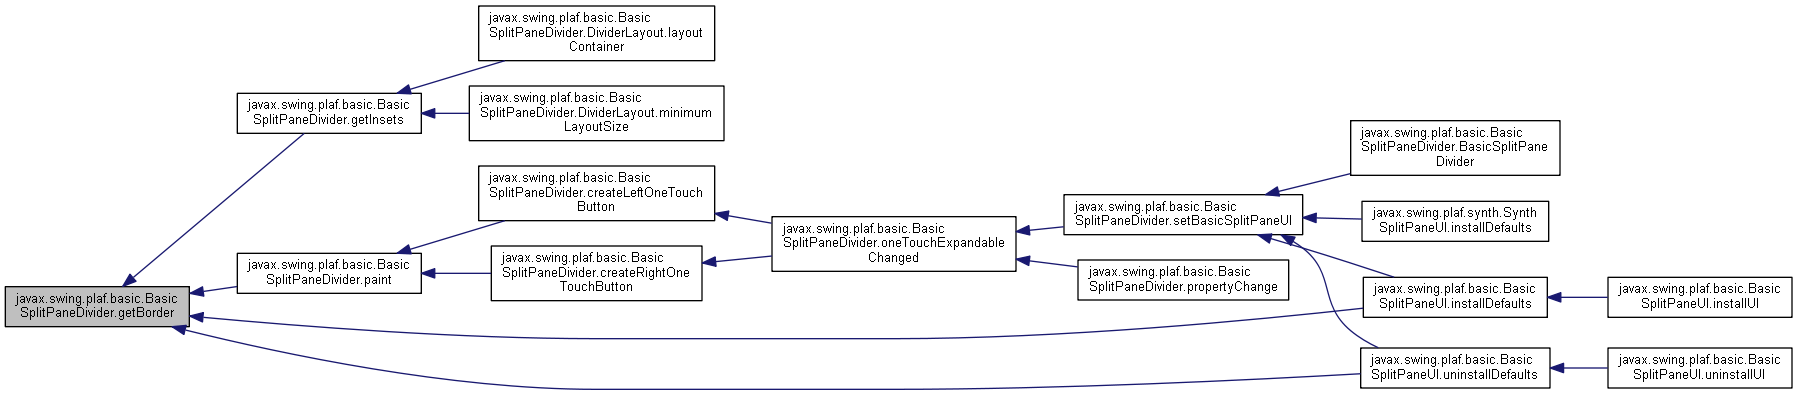 javax.swing.plaf.basic.Basic
SplitPaneDivider.getBorder
javax.swing.plaf.basic.Basic
SplitPaneDivider.getInsets
javax.swing.plaf.basic.Basic
SplitPaneDivider.DividerLayout.layout
Container
javax.swing.plaf.basic.Basic
SplitPaneDivider.DividerLayout.minimum
LayoutSize
javax.swing.plaf.basic.Basic
SplitPaneDivider.paint
javax.swing.plaf.basic.Basic
SplitPaneDivider.createLeftOneTouch
Button
javax.swing.plaf.basic.Basic
SplitPaneDivider.createRightOne
TouchButton
javax.swing.plaf.basic.Basic
SplitPaneDivider.oneTouchExpandable
Changed
javax.swing.plaf.basic.Basic
SplitPaneDivider.setBasicSplitPaneUI
javax.swing.plaf.basic.Basic
SplitPaneDivider.propertyChange
javax.swing.plaf.basic.Basic
SplitPaneDivider.BasicSplitPane
Divider
javax.swing.plaf.synth.Synth
SplitPaneUI.installDefaults
javax.swing.plaf.basic.Basic
SplitPaneUI.installDefaults
javax.swing.plaf.basic.Basic
SplitPaneUI.installUI
javax.swing.plaf.basic.Basic
SplitPaneUI.uninstallDefaults
javax.swing.plaf.basic.Basic
SplitPaneUI.uninstallUI